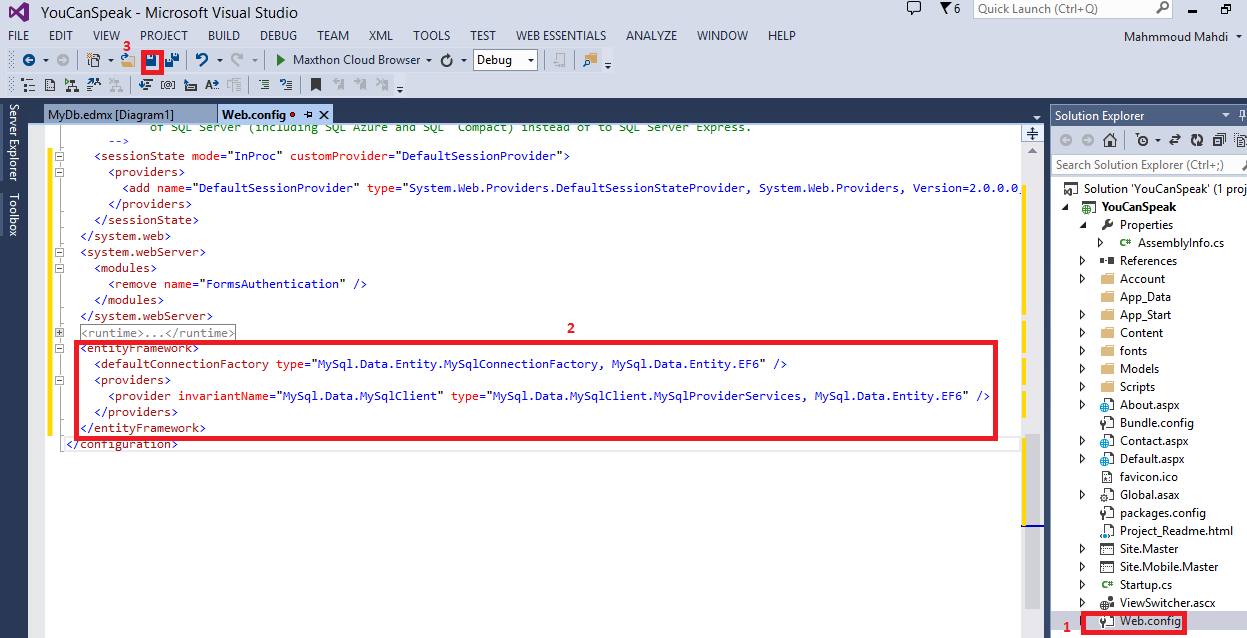 YouCanSpeak - Microsoft Visual Studio
6
Quick Launch (Ctrl+Q)
FILE EDIT VIEW PROJECT BUILD DEBUG TEAM XML TOOLS TEST WEB ESSENTIALS ANALYZE WINDOW HELP
Mahmmoud Mahdi
3
Maxthon Cloud Browser
Debug
Server Explorer
Toolbox
MyDb.edmx [Diagram1]
Web.config
of SQL Server (including SQL Azure and SQL Compact) instead of to SQL Server Express.
-->
<sessionState mode="InProc" customProvider="DefaultSessionProvider">
<providers>
<add name="DefaultSessionProvider" type="System.Web.Providers.DefaultSessionStateProvider, System.Web.Providers, Version=2.0.0.0,
</providers>
</sessionState>
</system.web>
<system.webServer>
<modules>
<remove name="FormsAuthentication" />
</modules>
</system.webServer>
<runtime>...</runtime>
2
<entityFramework>
<defaultConnectionFactory type="MySql.Data.Entity.MySqlConnectionFactory, MySql.Data.Entity.EF6" />
<providers>
<provider invariantName="MySql.Data.MySqlClient" type="MySql.Data.MySqlClient.MySqlProviderServices, MySql.Data.Entity.EF6" />
</providers>
</entityFramework>
</configuration>
Solution Explorer
Search Solution Explorer (Ctrl+;)
Solution 'YouCanSpeak' (1 proj
YouCanSpeak
Properties
C# AssemblyInfo.cs
References
Account
App_Data
App_Start
Content
fonts
Models
Scripts
About.aspx
Bundle.config
Contact.aspx
Default.aspx
favicon.ico
Global.asax
packages.config
Project_Readme.html
Site.Master
Site.Mobile.Master
C# Startup.cs
ViewSwitcher.ascx
1
Web.config